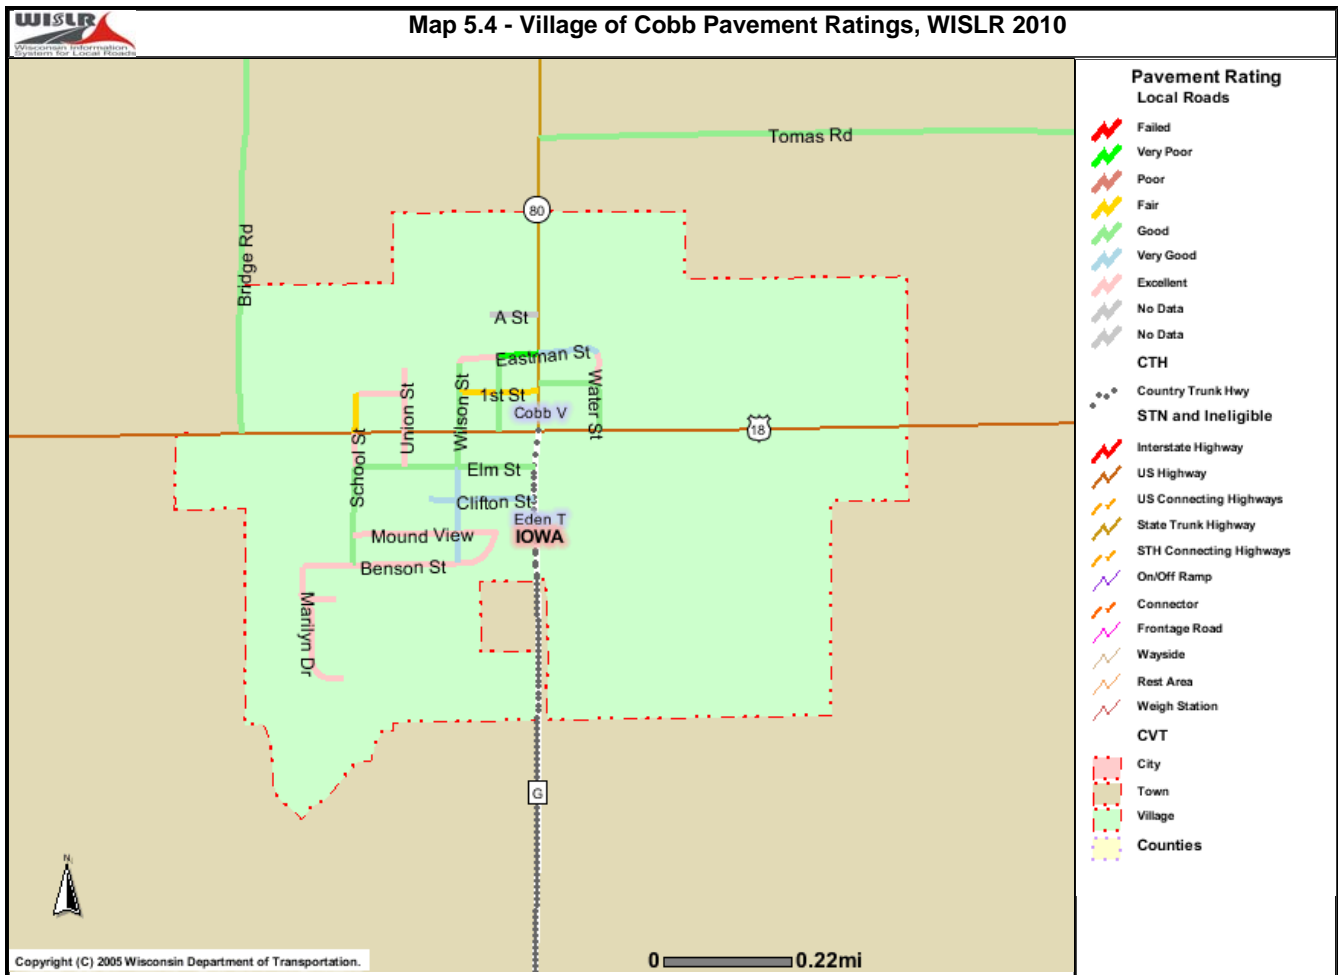 WISLR
Wisconsin Information
System for Local Roads
Map 5.4 - Village of Cobb Pavement Ratings, WISLR 2010
Tomas Rd
80
Bridge Rd
A St
Eastman St
Water St
Wilson St
1st St
Union St
Cobb V
18
School St
Elm St
Clifton St
Eden T
IOWA
Mound View
Benson St
Marilyn Dr
G
N
Copyright (C) 2005 Wisconsin Department of Transportation.
0 0.22mi
Pavement Rating
Local Roads
Failed
Very Poor
Poor
Fair
Good
Very Good
Excellent
No Data
No Data
CTH
Country Trunk Hwy
STN and Ineligible
Interstate Highway
US Highway
US Connecting Highways
State Trunk Highway
STH Connecting Highways
On/Off Ramp
Connector
Frontage Road
Wayside
Rest Area
Weigh Station
CVT
City
Town
Village
Counties